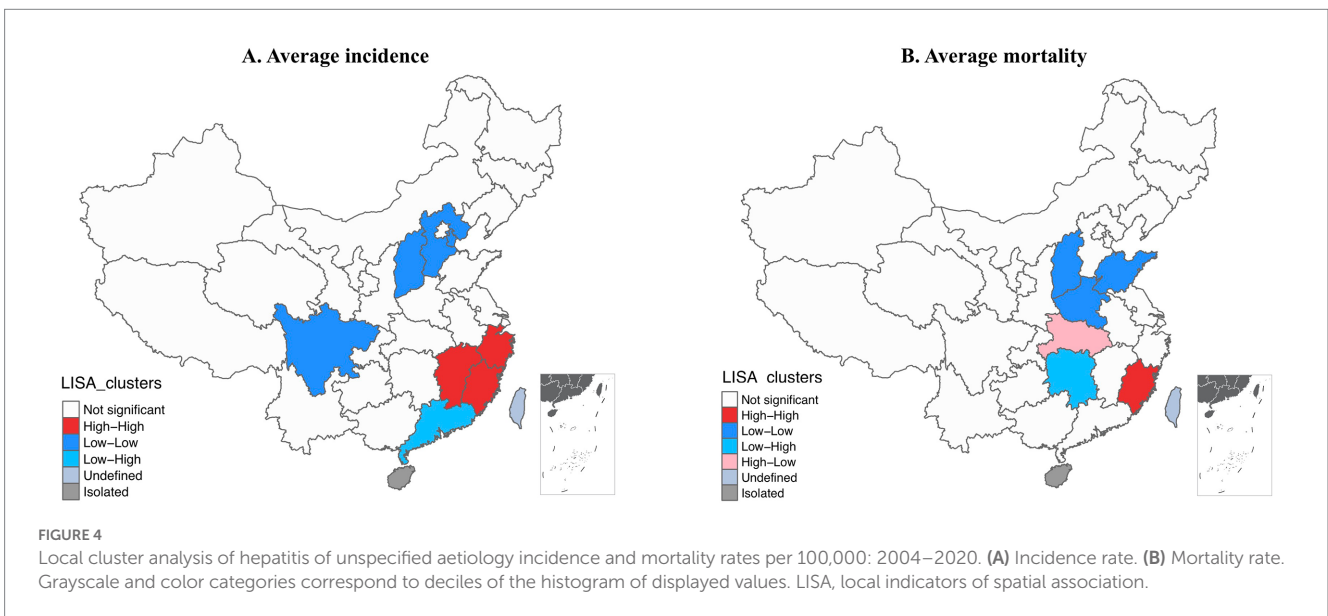 A. Average incidence
B. Average mortality
LISA_clusters
Not significant
High–High
Low–Low
Low–High
Undefined
Isolated
LISA clusters
Not significant
High–High
Low–Low
Low–High
High–Low
Undefined
Isolated
FIGURE 4
Local cluster analysis of hepatitis of unspecified aetiology incidence and mortality rates per 100,000: 2004–2020. (A) Incidence rate. (B) Mortality rate.
Grayscale and color categories correspond to deciles of the histogram of displayed values. LISA, local indicators of spatial association.